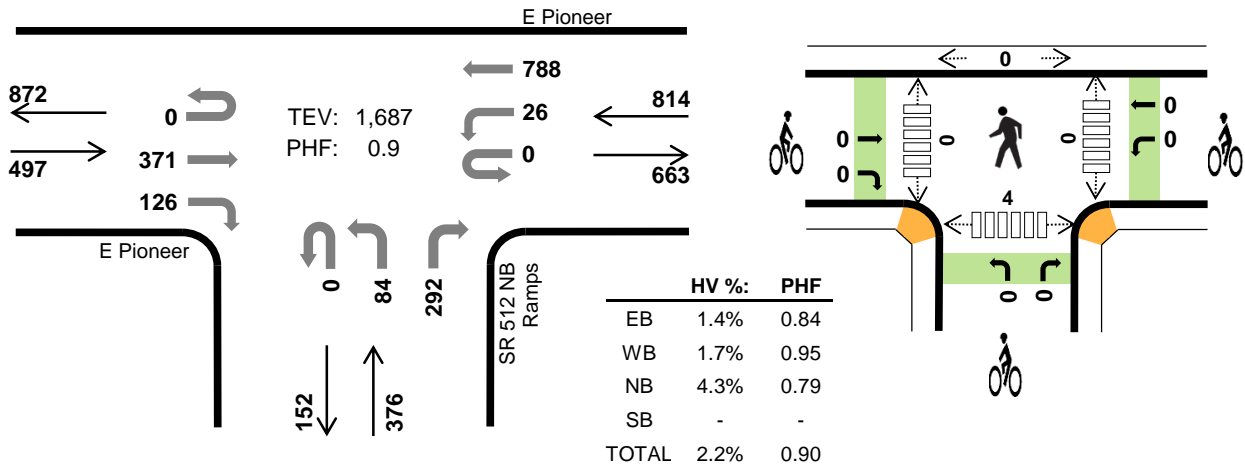 E Pioneer
788
872
814
0
TEV: 1,687
26
PHF: 0.9
371
0
497
663
126
E Pioneer
0
84
292
SR 512 NB
Ramps
152
376
HV %: PHF
EB 1.4% 0.84
WB 1.7% 0.95
NB 4.3% 0.79
SB - -
TOTAL 2.2% 0.90
0
0
0
0
0
0
0
4
0
0